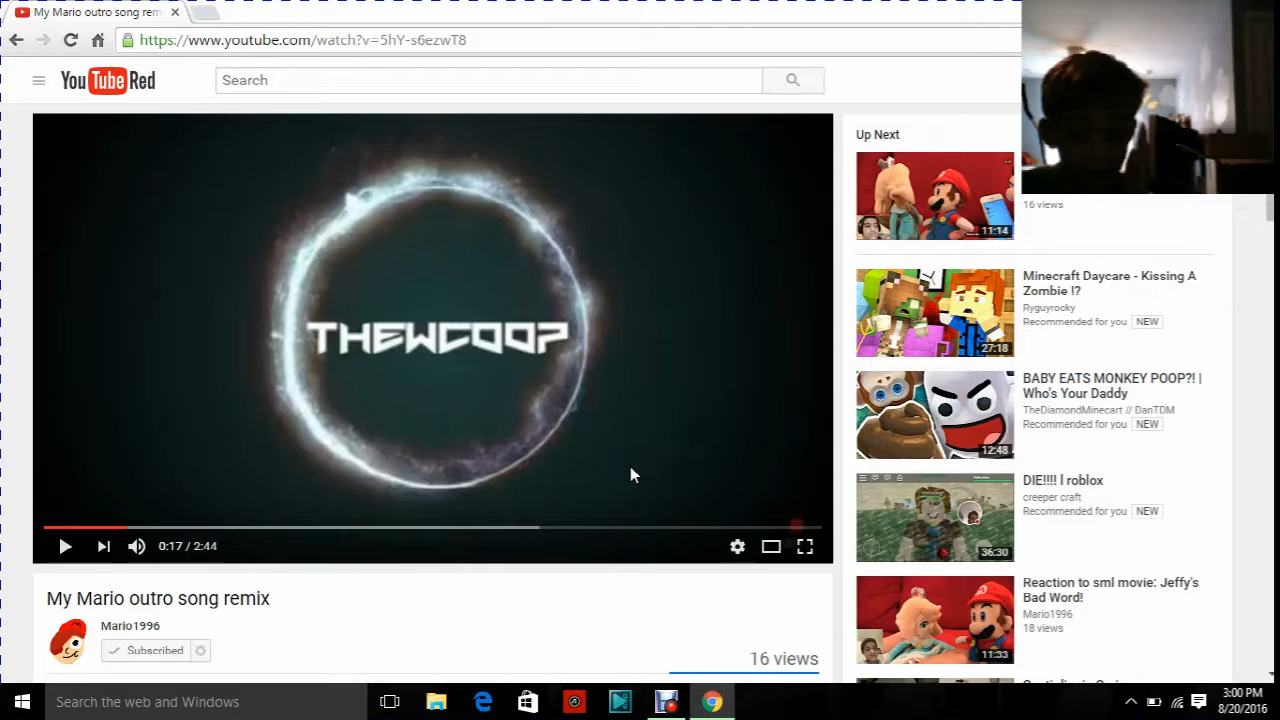 My Mario outro song rem
https://www.youtube.com/watch?v=5hY-s6ezwT8
YouTube Red
Search
THEWCOOP
0:17 / 2:44
My Mario outro song remix
Mario1996
Subscribed
16 views
Up Next
11:14
16 views
Minecraft Daycare - Kissing A
Zombie !?
Ryguyrocky
Recommended for you NEW
27:18
BABY EATS MONKEY POOP?! |
Who's Your Daddy
TheDiamondMinecart // DanTDM
Recommended for you NEW
12:48
DIE!!!! l roblox
creeper craft
Recommended for you NEW
36:30
Reaction to sml movie: Jeffy's
Bad Word!
Mario1996
18 views
11:33
Search the web and Windows
3:00 PM
8/20/2016